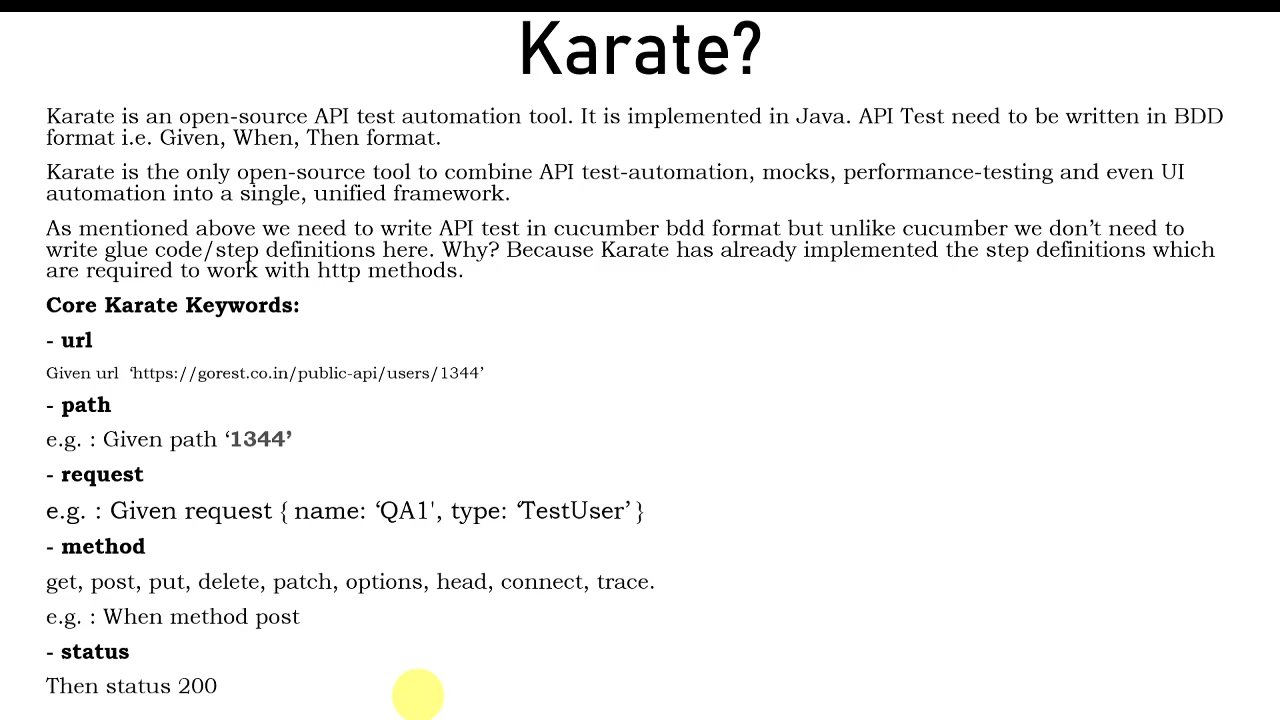 Karate?
Karate is an open-source API test automation tool. It is implemented in Java. API Test need to be written in BDD
format i.e. Given, When, Then format.
Karate is the only open-source tool to combine API test-automation, mocks, performance-testing and even UI
automation into a single, unified framework.
As mentioned above we need to write API test in cucumber bdd format but unlike cucumber we don’t need to
write glue code/step definitions here. Why? Because Karate has already implemented the step definitions which
are required to work with http methods.
Core Karate Keywords:
- url
Given url ‘https://gorest.co.in/public-api/users/1344’
- path
e.g. : Given path ‘1344’
- request
e.g. : Given request { name: ‘QA1', type: ‘TestUser’ }
- method
get, post, put, delete, patch, options, head, connect, trace.
e.g. : When method post
- status
Then status 200